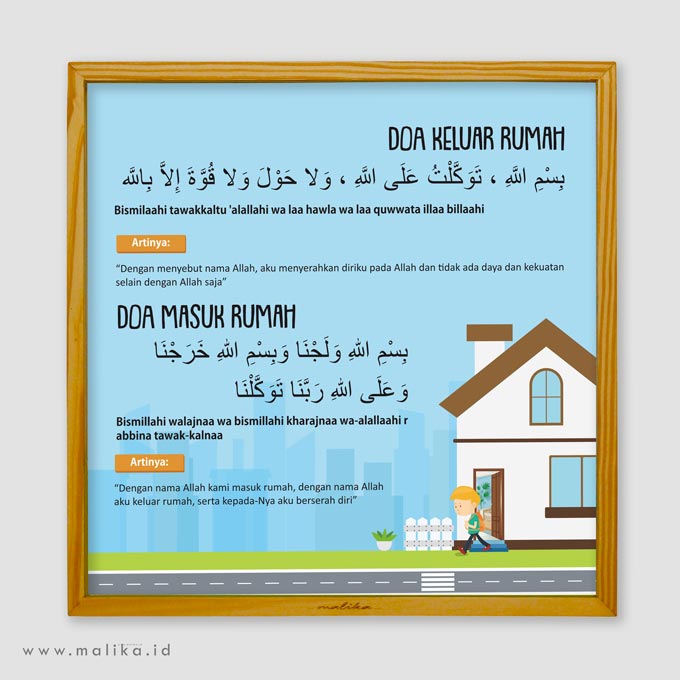 DOA KELUAR RUMAH
بِسْمِ اللَّهِ ، تَوَكَّلْتُ عَلَى اللَّهِ ، وَلا حَوْلَ وَلا قُوَّةَ إِلاَّ بِاللَّه
Bismilaahi tawakkaltu 'alallahi wa laa hawla wa laa quwwata illaa billaahi
Artinya:
“Dengan menyebut nama Allah, aku menyerahkan diriku pada Allah dan tidak ada daya dan kekuatan
selain dengan Allah saja”
DOA MASUK RUMAH
بِسْمِ اللهِ وَلَجْنَا وَبِسْمِ اللهِ خَرَجْنَا
وَعَلَى اللهِ رَبَّنَا تَوَكَّلْنَا
Bismillahi walajnaa wa bismillahi kharajnaa wa-alallaahi r
abbina tawak-kalnaa
Artinya:
“Dengan nama Allah kami masuk rumah, dengan nama Allah
aku keluar rumah, serta kepada-Nya aku berserah diri”
malika
www.malika.id